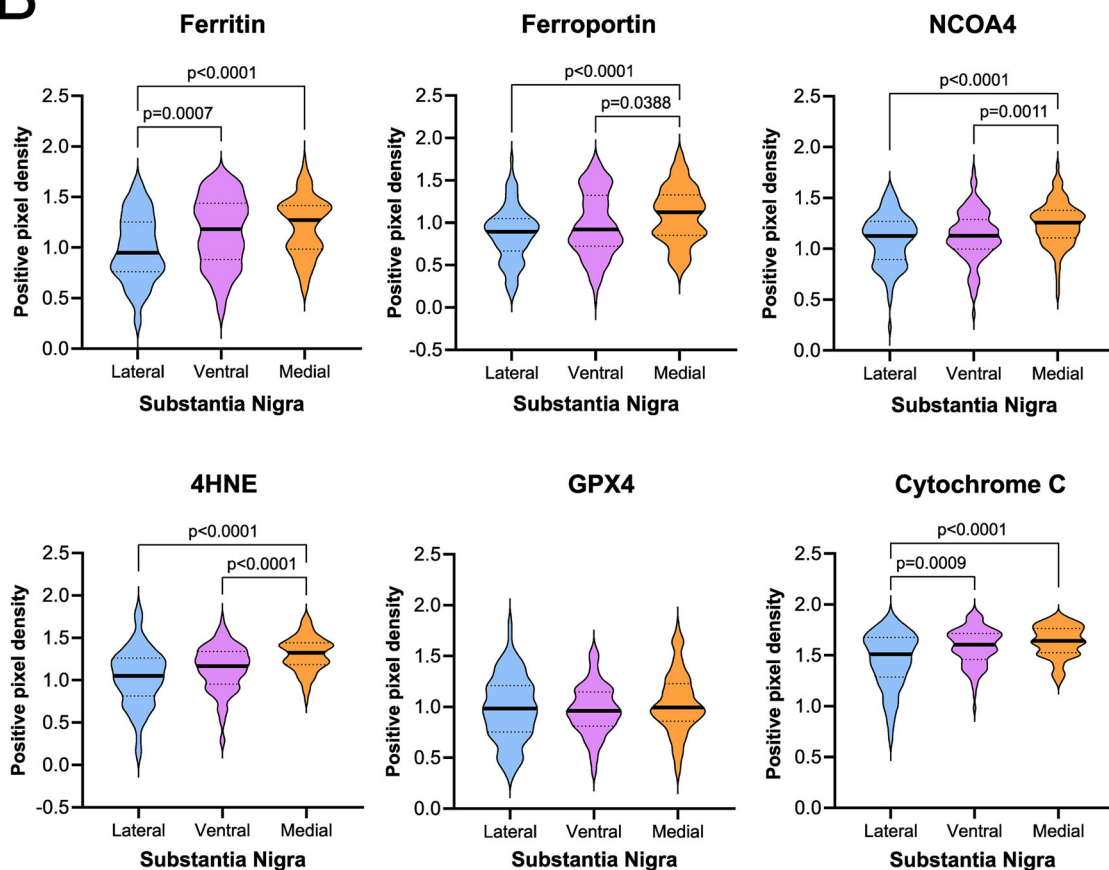 B
Ferritin
p<0.0001
p=0.0007
Positive pixel density
2.5
2.0
1.5
1.0
0.5
0.0
Lateral Ventral Medial
Substantia Nigra
Ferroportin
p<0.0001
p=0.0388
Positive pixel density
2.5
2.0
1.5
1.0
0.5
0.0
-0.5
Lateral Ventral Medial
Substantia Nigra
NCOA4
p<0.0001
p=0.0011
Positive pixel density
2.5
2.0
1.5
1.0
0.5
0.0
Lateral Ventral Medial
Substantia Nigra
4HNE
p<0.0001
p<0.0001
Positive pixel density
2.5
2.0
1.5
1.0
0.5
0.0
-0.5
Lateral Ventral Medial
Substantia Nigra
GPX4
Positive pixel density
2.5
2.0
1.5
1.0
0.5
0.0
Lateral Ventral Medial
Substantia Nigra
Cytochrome C
p<0.0001
p=0.0009
Positive pixel density
2.5
2.0
1.5
1.0
0.5
0.0
Lateral Ventral Medial
Substantia Nigra